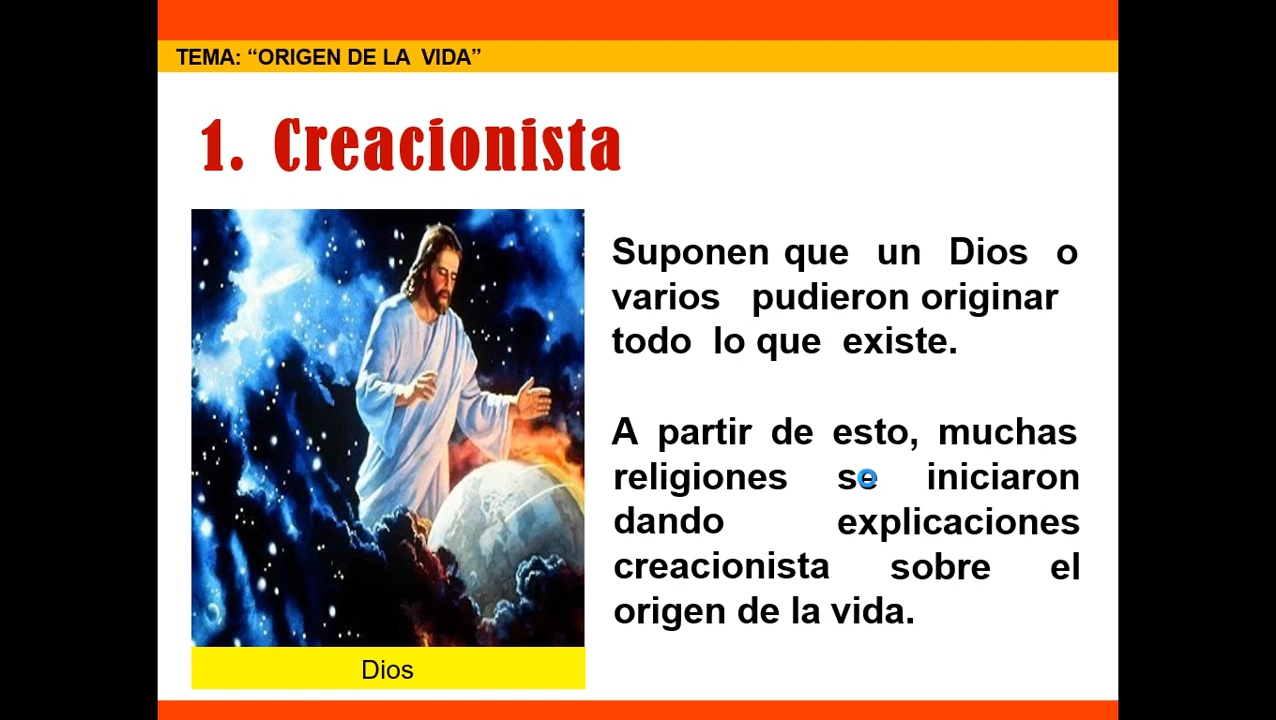 TEMA: “ORIGEN DE LA VIDA”
1. Creacionista
Suponen que un Dios o
varios pudieron originar
todo lo que existe.
A partir de esto, muchas
religiones se iniciaron
dando explicaciones
creacionista sobre el
origen de la vida.
Dios